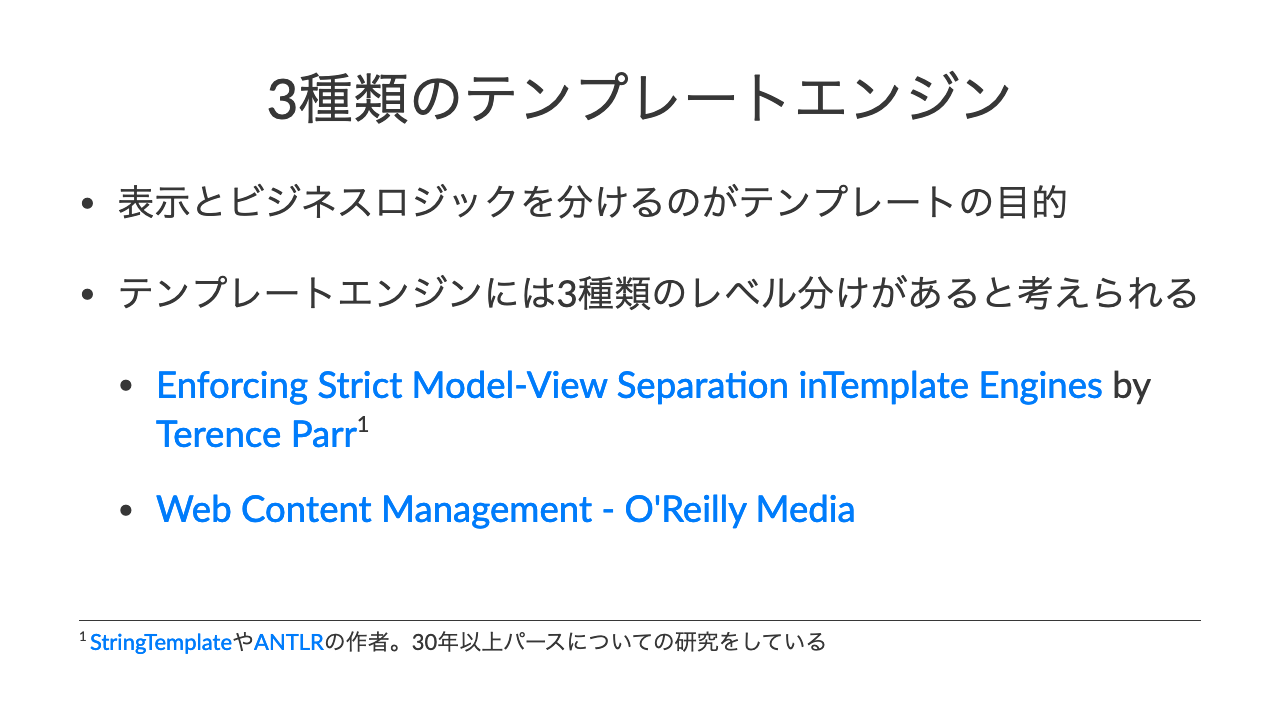 3種類のテンプレートエンジン
• 表示とビジネスロジックを分けるのがテンプレートの目的
• テンプレートエンジンには3種類のレベル分けがあると考えられる
• Enforcing Strict Model-View Separation inTemplate Engines by
Terence Parr1
• Web Content Management - O'Reilly Media
1 StringTemplateやANTLRの作者。30年以上パースについての研究をしている